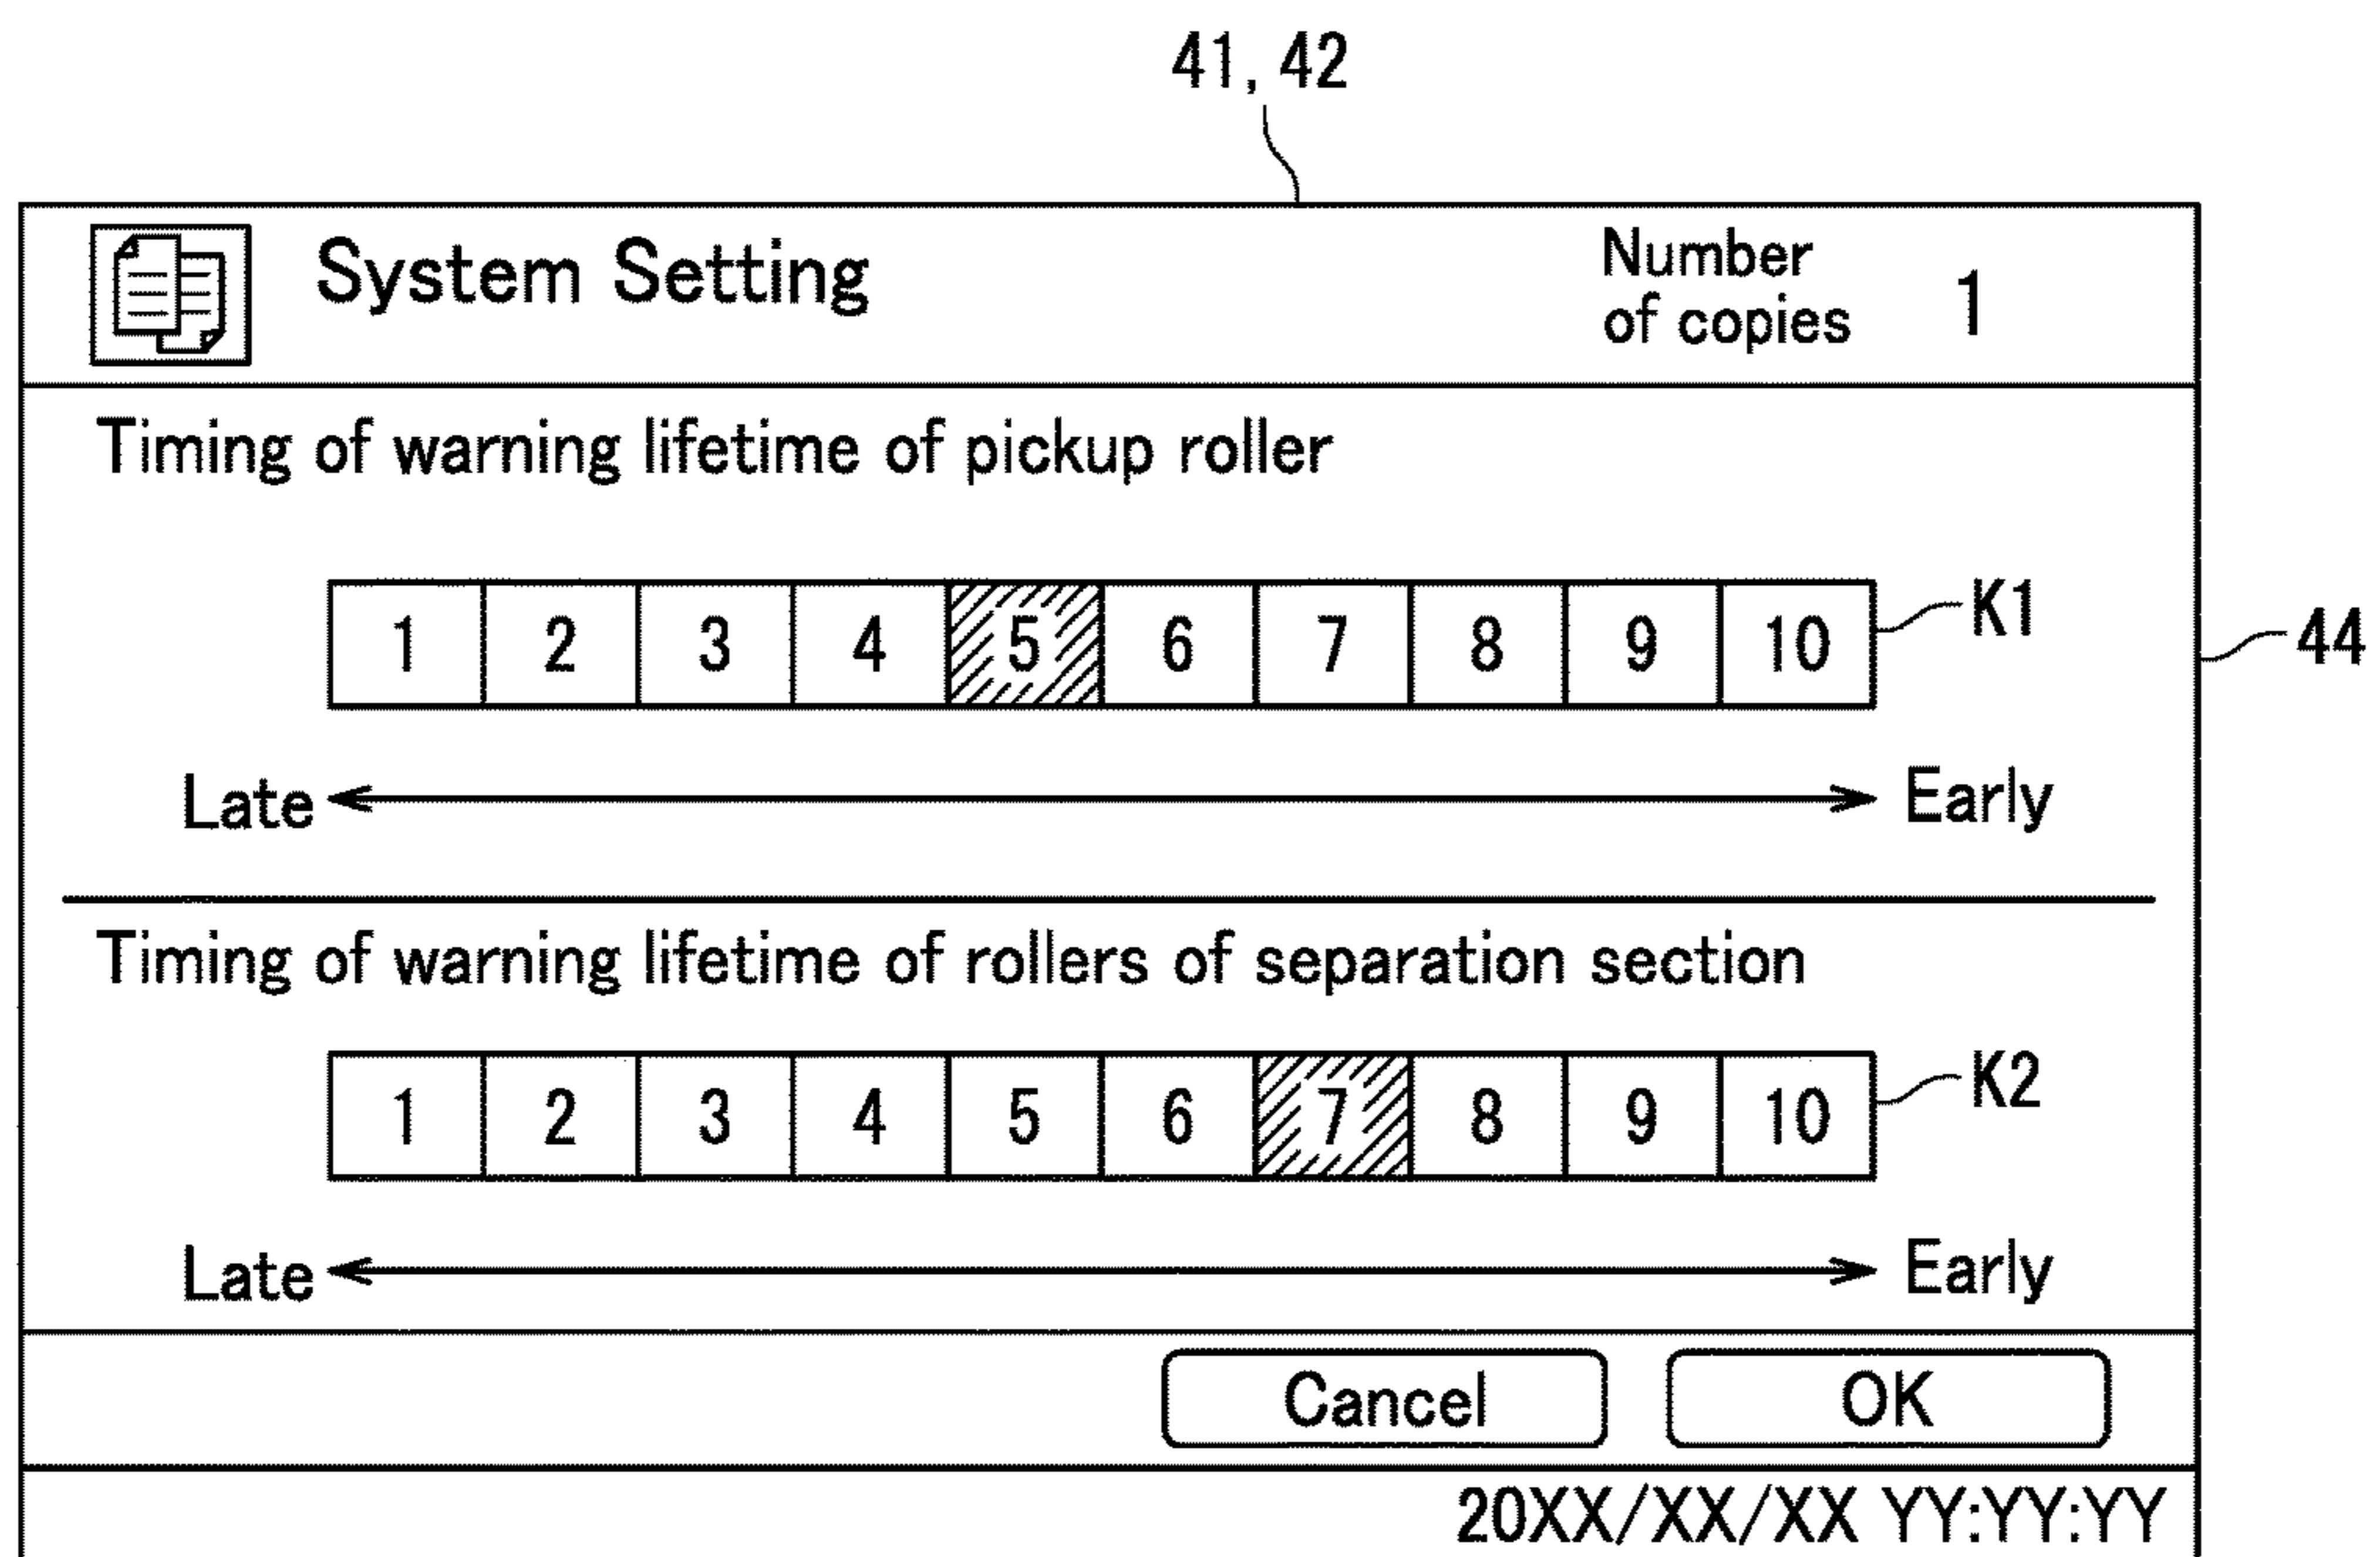 41, 42
System Setting
Number
of copies 1
Timing of warning lifetime of pickup roller
1 2 3 4 5 6 7 8 9 10
K1
44
Late Early
Timing of warning lifetime of rollers of separation section
1 2 3 4 5 6 7 8 9 10
K2
Late Early
Cancel OK
20XX/XX/XX YY:YY:YY